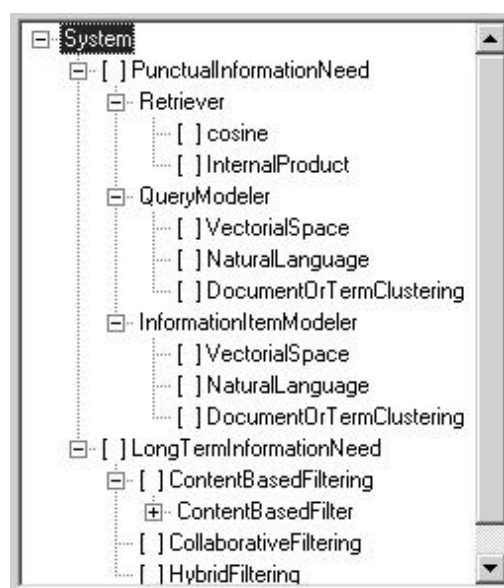 System
[ ] PunctualInformationNeed
Retriever
[ ] cosine
[ ] InternalProduct
QueryModeler
[ ] VectorialSpace
[ ] NaturalLanguage
[ ] DocumentOrTermClustering
InformationItemModeler
[ ] VectorialSpace
[ ] NaturalLanguage
[ ] DocumentOrTermClustering
[ ] LongTermInformationNeed
[ ] ContentBasedFiltering
ContentBasedFilter
[ ] CollaborativeFiltering
[ ] HybridFiltering